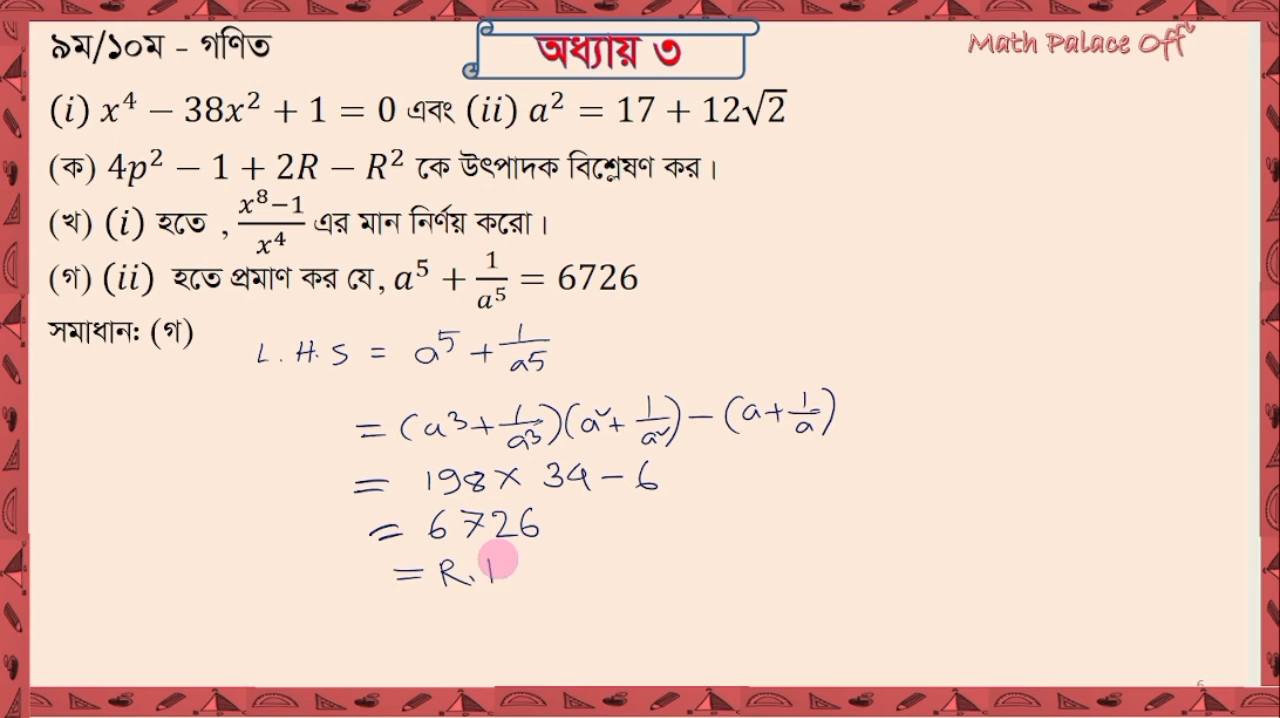 ৯ম/১০ম - গণিত
অধ্যায় ৩
Math Palace Off
(i) x⁴ − 38x² + 1 = 0 এবং (ii) a² = 17 + 12√2
(ক) 4p² − 1 + 2R − R² কে উৎপাদক বিশ্লেষণ কর।
(খ) (i) হতে , (x⁸−1)/x⁴ এর মান নির্ণয় করো।
(গ) (ii) হতে প্রমাণ কর যে, a⁵ + 1/a⁵ = 6726
সমাধান: (গ)
L.H.S = a⁵ + 1/a⁵
= (a³ + 1/a³)(a² + 1/a²) − (a + 1/a)
= 198 × 34 − 6
= 6726
= R.
6